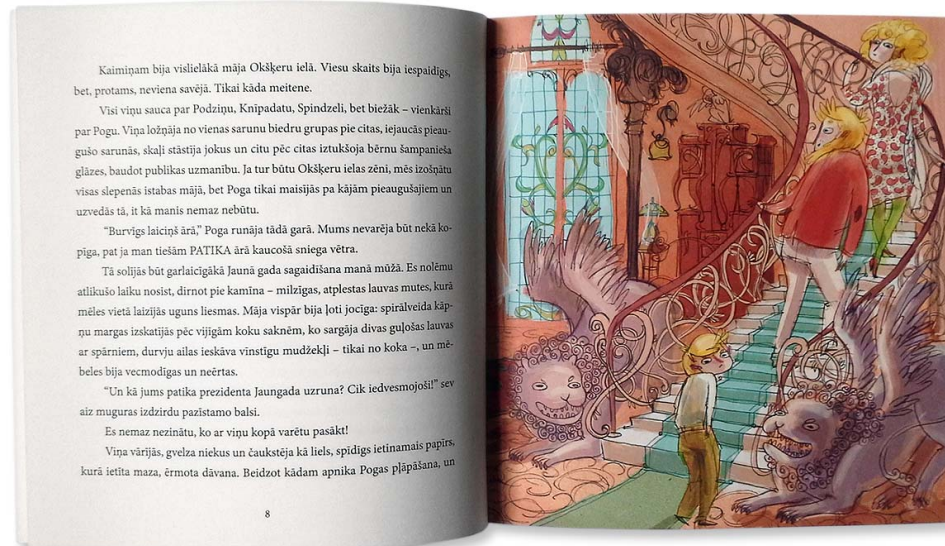 Kaimiņam bija vislielākā māja Okšķeru ielā. Viesu skaits bija iespaidīgs,
bet, protams, neviena savējā. Tikai kāda meitene.
Visi viņu sauca par Podziņu, Knīpadatu, Spindzeli, bet biežāk – vienkārši
par Pogu. Viņa ložņāja no vienas sarunu biedru grupas pie citas, iejaucās pieau-
gušo sarunās, skaļi stāstīja jokus un citu pēc citas iztukšoja bērnu šampanieša
glāzes, baudot publikas uzmanību. Ja tur būtu Okšķeru ielas zēni, mēs izošņātu
visas slepenās istabas mājā, bet Poga tikai maisījās pa kājām pieaugušajiem un
uzvedās tā, it kā manis nemaz nebūtu.
“Burvīgs laiciņš ārā,” Poga runāja tādā garā. Mums nevarēja būt nekā ko-
pīga, pat ja man tiešām PATIKA ārā kaucošā sniega vētra.
Tā solījās būt garlaicīgākā Jaunā gada sagaidīšana manā mūžā. Es nolēmu
atlikušo laiku nosist, dirnot pie kamīna – milzīgas, atplestas lauvas mutes, kurā
mēles vietā laizījās uguns liesmas. Māja vispār bija ļoti jocīga: spirālveida kāp-
ņu margas izskatījās pēc vijīgām koku saknēm, ko sargāja divas guļošas lauvas
ar spārniem, durvju ailas ieskāva vīnstīgu mudžekļi – tikai no koka –, un mē-
beles bija vecmodīgas un neērtas.
“Un kā jums patika prezidenta Jaungada uzruna? Cik iedvesmojoši!” sev
aiz muguras izdzirdu pazīstamo balsi.
Es nemaz nezinātu, ko ar viņu kopā varētu pasākt!
Viņa vārījās, gvelza niekus un čaukstēja kā liels, spīdīgs ietinamais papīrs,
kurā ietīta maza, ērmota dāvana. Beidzot kādam apnika Pogas pļāpāšana, un
8